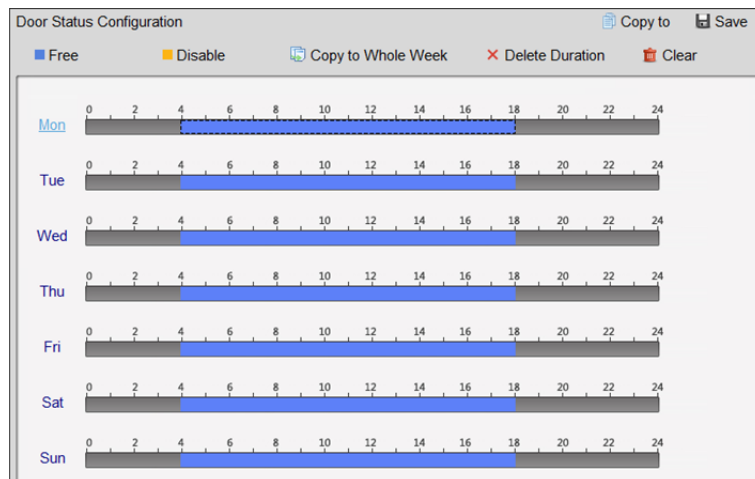 Door Status Configuration Copy to Save
Free Disable Copy to Whole Week Delete Duration Clear
0 2 4 6 8 10 12 14 16 18 20 22 24
Mon
0 2 4 6 8 10 12 14 16 18 20 22 24
Tue
0 2 4 6 8 10 12 14 16 18 20 22 24
Wed
0 2 4 6 8 10 12 14 16 18 20 22 24
Thu
0 2 4 6 8 10 12 14 16 18 20 22 24
Fri
0 2 4 6 8 10 12 14 16 18 20 22 24
Sat
0 2 4 6 8 10 12 14 16 18 20 22 24
Sun